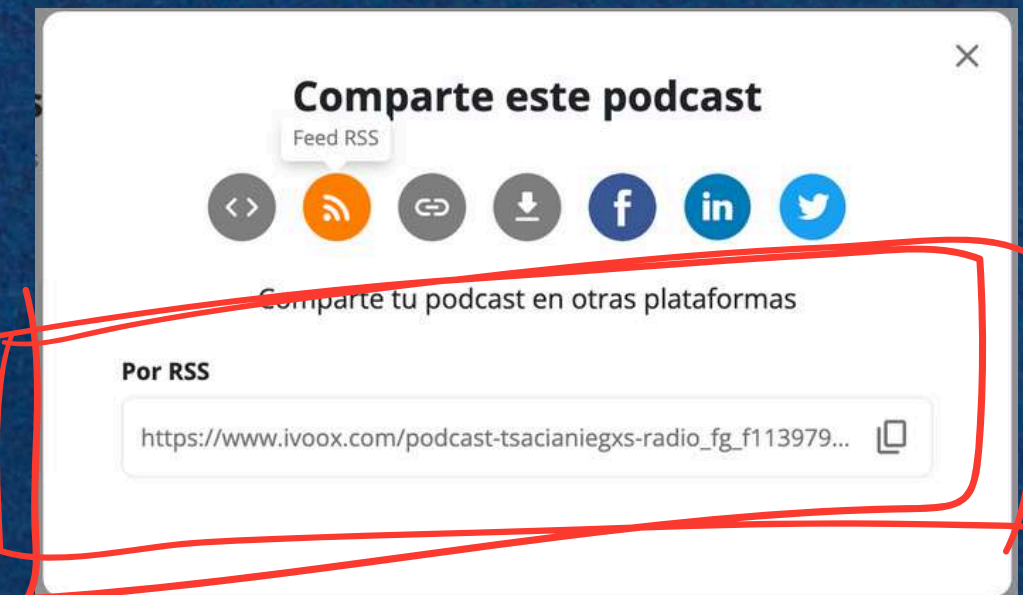 Comparte este podcast
Feed RSS
Comparte tu podcast en otras plataformas
Por RSS
https://www.ivoox.com/podcast-tsacianiegxs-radio_fg_f113979...